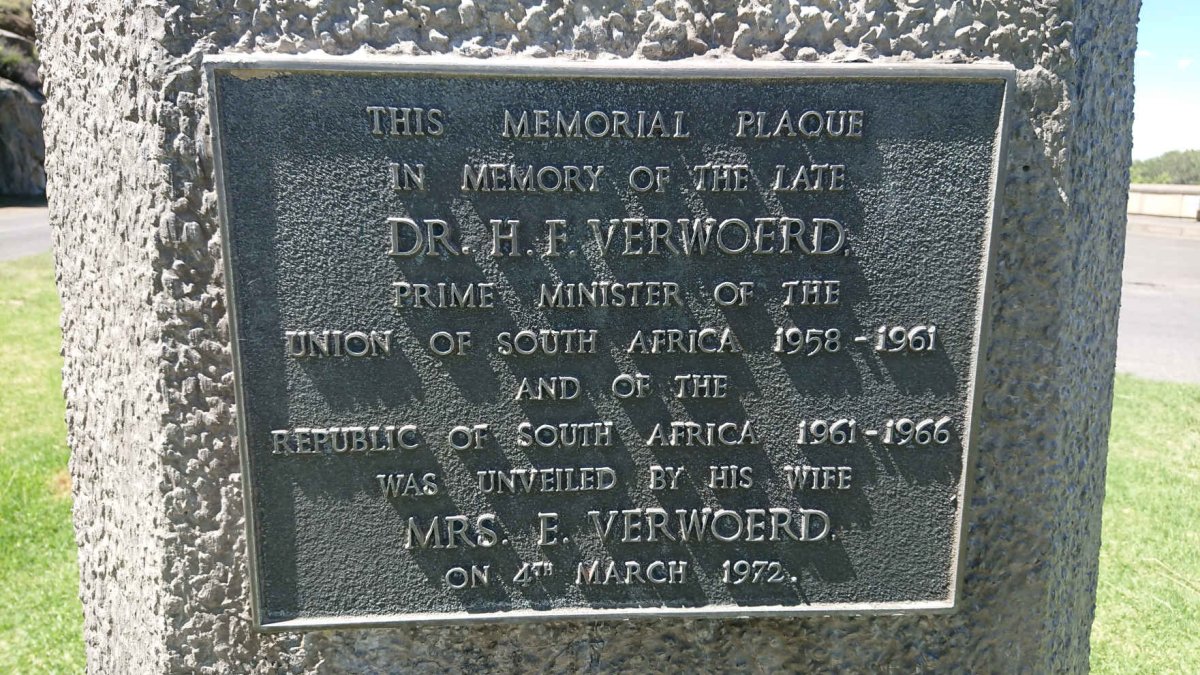 THIS MEMORIAL PLAQUE
IN MEMORY OF THE LATE
DR. H. F. VERWOERD,
PRIME MINISTER OF THE
UNION OF SOUTH AFRICA 1958-1961
AND OF THE
REPUBLIC OF SOUTH AFRICA 1961-1966
WAS UNVEILED BY HIS WIFE
MRS. E. VERWOERD.
ON 4TH MARCH 1972.